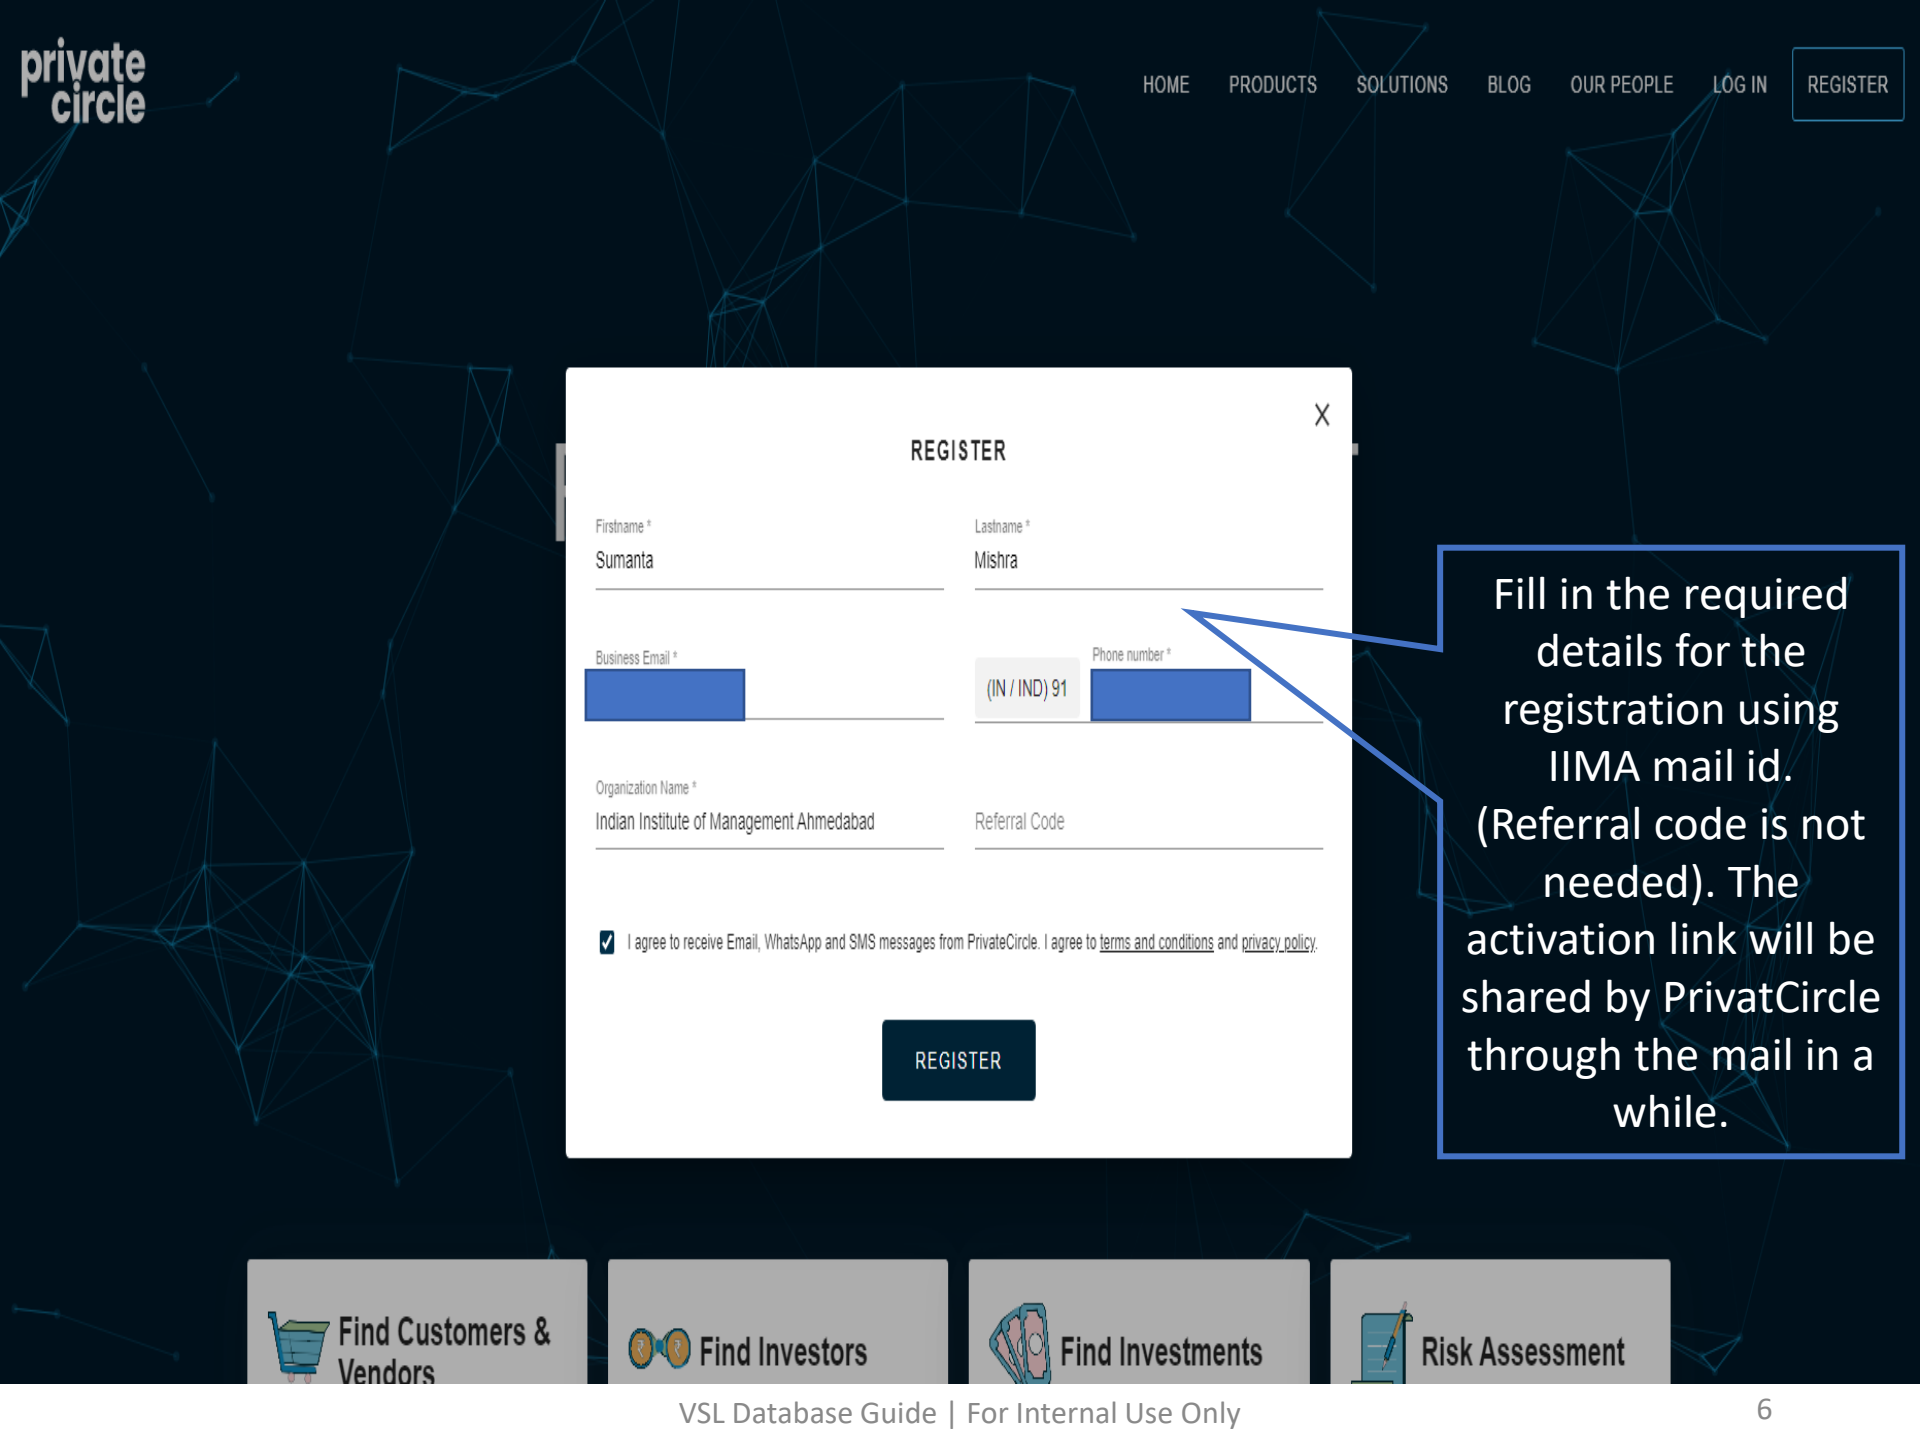 private
circle
HOME PRODUCTS SOLUTIONS BLOG OUR PEOPLE LOG IN REGISTER
X
REGISTER
Firstname * Lastname *
Sumanta Mishra
Business Email * Phone number *
(IN / IND) 91
Organization Name *
Indian Institute of Management Ahmedabad Referral Code
I agree to receive Email, WhatsApp and SMS messages from PrivateCircle. I agree to terms and conditions and privacy policy.
REGISTER
Fill in the required
details for the
registration using
IIMA mail id.
(Referral code is not
needed). The
activation link will be
shared by PrivatCircle
through the mail in a
while.
Find Customers &
Vendors
Find Investors
Find Investments
Risk Assessment
VSL Database Guide | For Internal Use Only 6